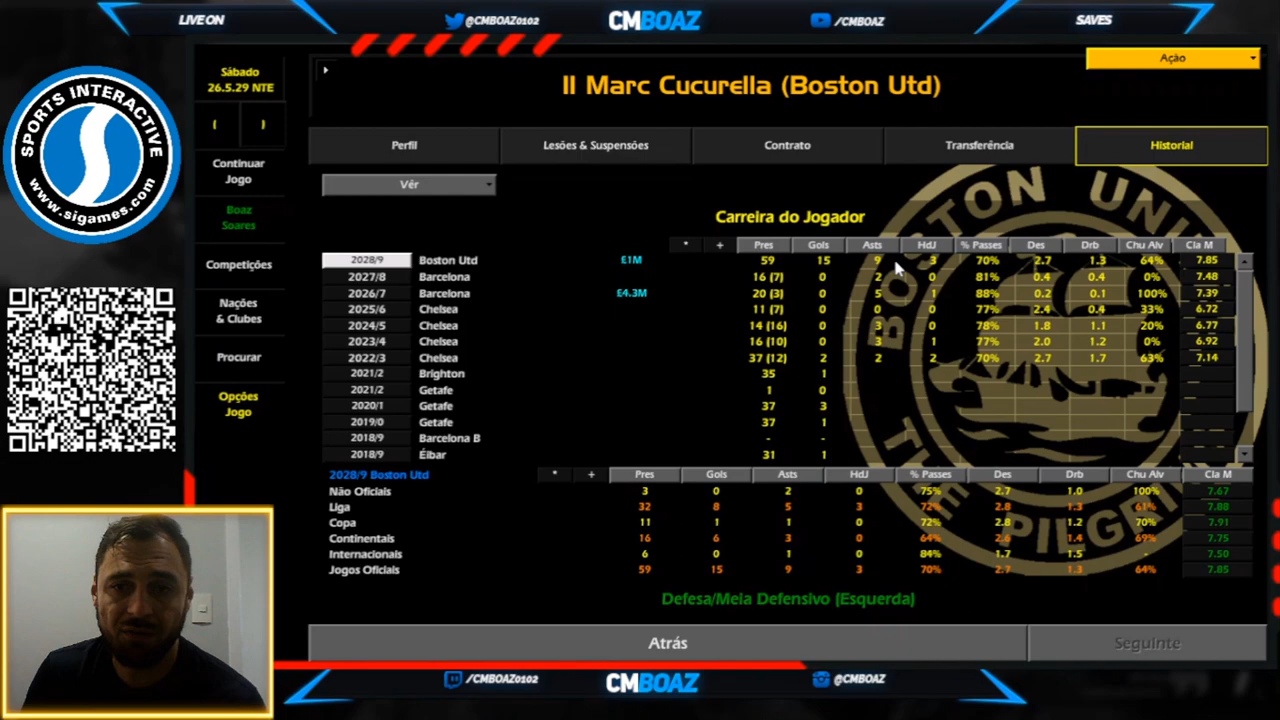 LIVE ON
@CMBOAZ0102
CMBOAZ
/CMBOAZ
SAVES
SPORTS INTERACTIVE
www.sigames.com
Sábado
26.5.29 NTE
Continuar
Jogo
Boaz
Soares
Competições
Nações
& Clubes
Procurar
Opções
Jogo
Ação
II Marc Cucurella (Boston Utd)
Perfil Lesões & Suspensões Contrato Transferência Historial
Vêr
BOSTON UNITED
THE PILGRIMS
Carreira do Jogador
* + Pres Gols Asts HdJ % Passes Des Drb Chu Alv Cla M
2028/9 Boston Utd £1M 59 15 9 3 70% 2.7 1.3 64% 7.85
2027/8 Barcelona 16 (7) 0 2 0 81% 0.4 0.4 0% 7.48
2026/7 Barcelona £4.3M 20 (3) 0 5 1 88% 0.2 0.1 100% 7.39
2025/6 Chelsea 11 (7) 0 0 0 77% 2.4 0.4 33% 6.72
2024/5 Chelsea 14 (16) 0 3 0 78% 1.8 1.1 20% 6.77
2023/4 Chelsea 16 (10) 0 3 1 77% 2.0 1.2 0% 6.92
2022/3 Chelsea 37 (12) 2 2 2 70% 2.7 1.7 63% 7.14
2021/2 Brighton 35 1
2021/2 Getafe 1 0
2020/1 Getafe 37 3
2019/0 Getafe 37 1
2018/9 Barcelona B - -
2018/9 Éibar 31 1
2028/9 Boston Utd * + Pres Gols Asts HdJ % Passes Des Drb Chu Alv Cla M
Não Oficiais 3 0 2 0 75% 2.7 1.0 100% 7.67
Liga 32 8 5 3 72% 2.8 1.3 61% 7.88
Copa 11 1 1 0 72% 2.8 1.2 70% 7.91
Continentais 16 6 3 0 64% 2.6 1.4 69% 7.75
Internacionais 6 0 1 0 84% 1.7 1.5 - 7.50
Jogos Oficiais 59 15 9 3 70% 2.7 1.3 64% 7.85
Defesa/Meia Defensivo (Esquerda)
Atrás
Seguinte
/CMBOAZ0102
CMBOAZ
@CMBOAZ